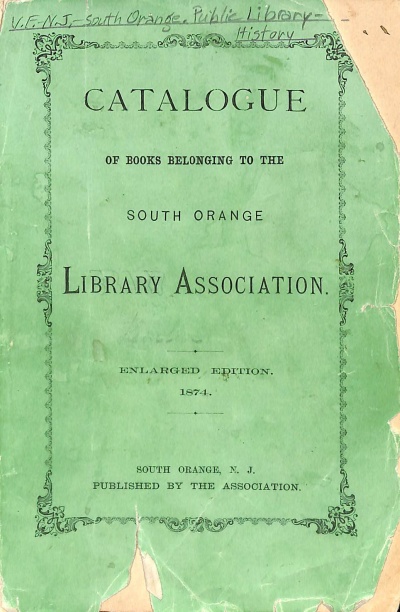 V.F.-N.J.-South Orange. Public Library-
History
CATALOGUE
OF BOOKS BELONGING TO THE
SOUTH ORANGE
LIBRARY ASSOCIATION.
ENLARGED EDITION.
1874.
SOUTH ORANGE, N. J.
PUBLISHED BY THE ASSOCIATION.